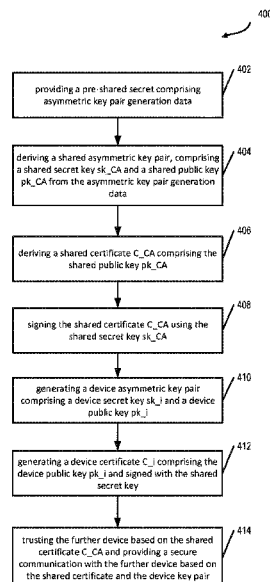 400
402
providing a pre-shared secret comprising
asymmetric key pair generation data
404
deriving a shared asymmetric key pair, comprising
a shared secret key sk_CA and a shared public key
pk_CA from the asymmetric key pair generation
data
406
deriving a shared certificate C_CA comprising the
shared public key pk_CA
408
signing the shared certificate C_CA using the
shared secret key sk_CA
410
generating a device asymmetric key pair
comprising a device secret key sk_i and a device
public key pk_i
412
generating a device certificate C_i comprising the
device public key pk_i and signed with the shared
secret key
414
trusting the further device based on the shared
certificate C_CA and providing a secure
communication with the further device based on
the shared certificate and the device key pair